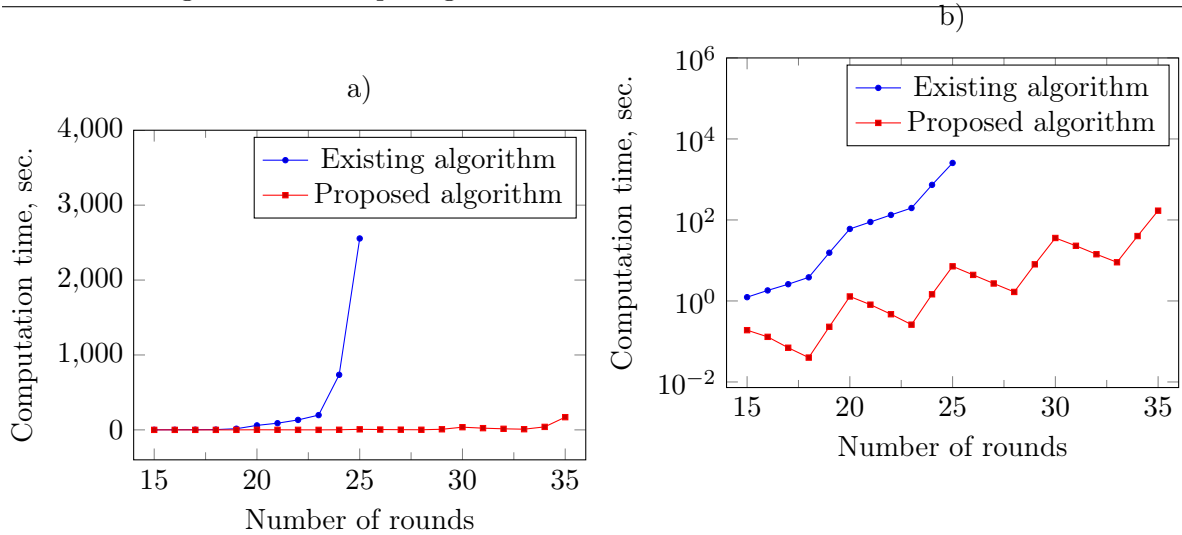 a)
Computation time, sec.
4,000
3,000
2,000
1,000
0
15 20 25 30 35
Number of rounds
Existing algorithm
Proposed algorithm
b)
Computation time, sec.
10^6
10^4
10^2
10^0
10^−2
15 20 25 30 35
Number of rounds
Existing algorithm
Proposed algorithm